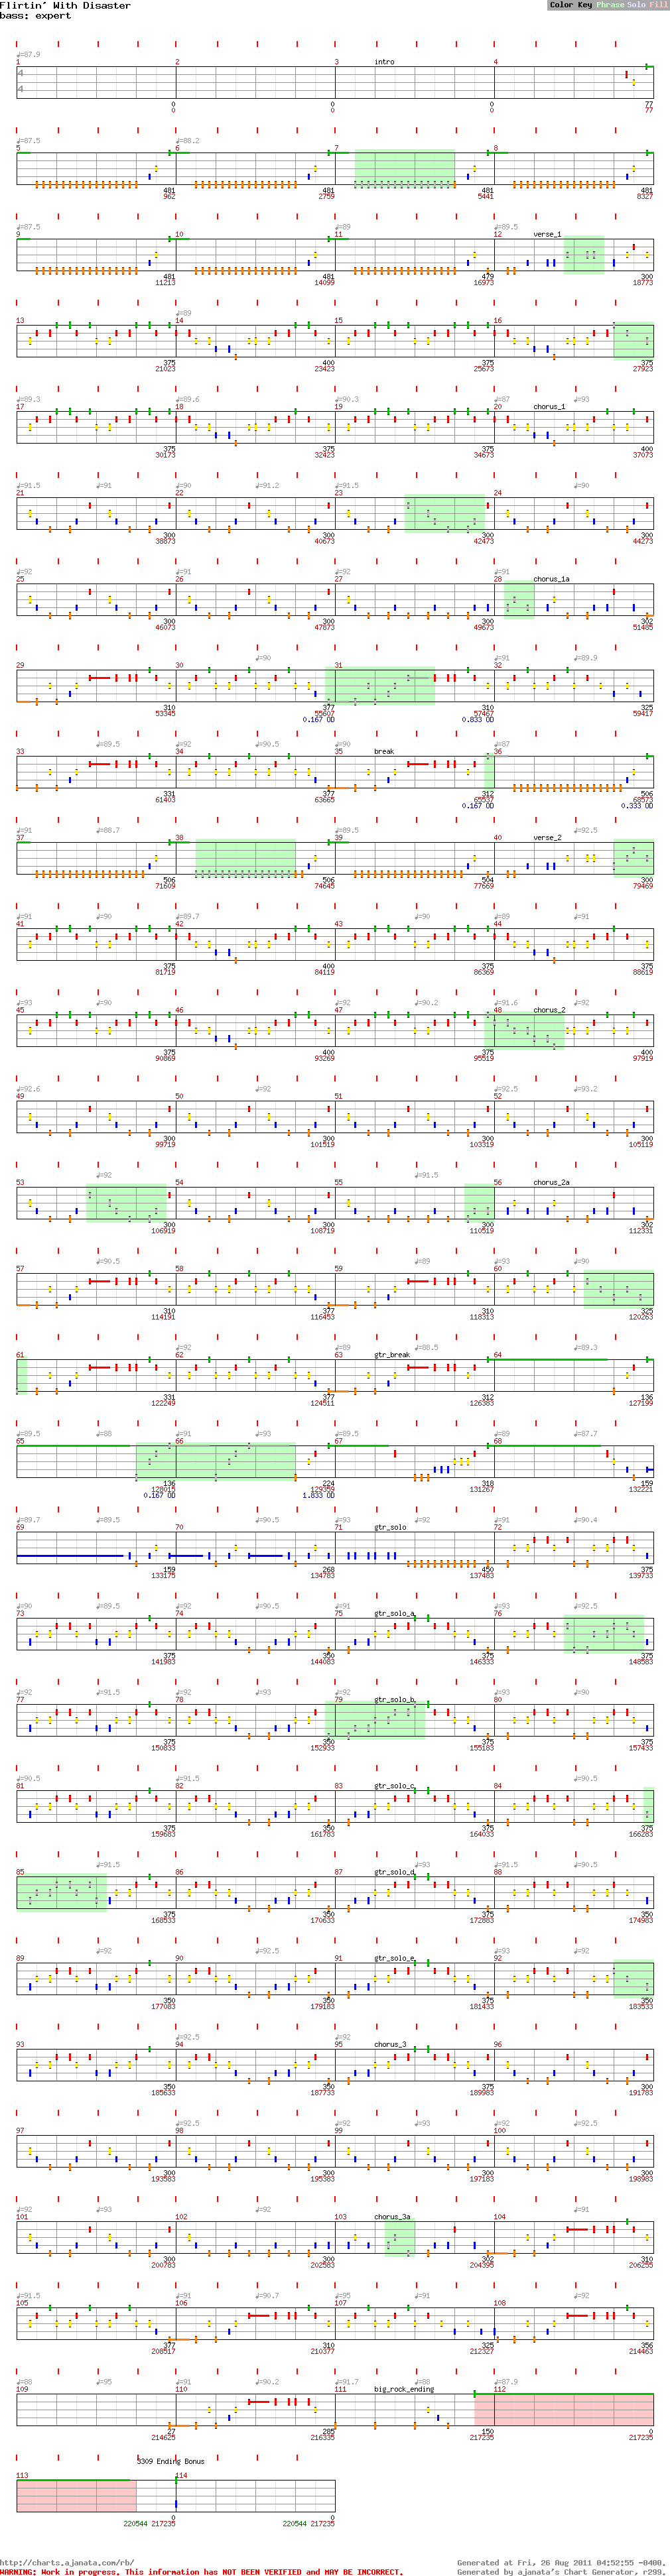 Flirtin' With Disaster
Color Key Phrase Solo Fill
bass: expert
♩=87.9
1 2 3 intro 4
4
4
0 0 0 77
0 0 0 77
♩=87.5 ♩=88.2
5 6 7 8
481 481 481 481
962 2759 5441 8327
♩=87.5 ♩=89 ♩=89.5
9 10 11 12 verse_1
481 481 479 300
11213 14099 16973 18773
♩=89
13 14 15 16
375 400 375 375
21023 23423 25673 27923
♩=89.3 ♩=89.6 ♩=90.3 ♩=87 ♩=93
17 18 19 20 chorus_1
375 375 375 400
30173 32423 34673 37073
♩=91.5 ♩=91 ♩=90 ♩=91.2 ♩=91.5 ♩=90
21 22 23 24
300 300 300 300
38873 40673 42473 44273
♩=92 ♩=91 ♩=92 ♩=91
25 26 27 28 chorus_1a
300 300 300 302
46073 47873 49673 51485
♩=90 ♩=91 ♩=89.9
29 30 31 32
310 377 310 325
53345 55607 57467 59417
0.167 OD 0.833 OD
♩=89.5 ♩=92 ♩=90.5 ♩=90 ♩=87
33 34 35 break 36
331 377 312 506
61403 63665 65537 68573
0.167 OD 0.333 OD
♩=91 ♩=88.7 ♩=89.5 ♩=92.5
37 38 39 40 verse_2
506 506 504 300
71609 74645 77669 79469
♩=91 ♩=90 ♩=89.7 ♩=90 ♩=89 ♩=91
41 42 43 44
375 400 375 375
81719 84119 86369 88619
♩=93 ♩=90 ♩=92 ♩=90.2 ♩=91.6 ♩=92
45 46 47 48 chorus_2
375 400 375 400
90869 93269 95519 97919
♩=92.6 ♩=92 ♩=92.5 ♩=93.2
49 50 51 52
300 300 300 300
99719 101519 103319 105119
♩=92 ♩=91.5
53 54 55 56 chorus_2a
300 300 300 302
106919 108719 110519 112331
♩=90.5 ♩=89 ♩=93 ♩=90
57 58 59 60
310 377 310 325
114191 116453 118313 120263
♩=92 ♩=89 ♩=88.5 ♩=89.3
61 62 63 gtr_break 64
331 377 312 136
122249 124511 126383 127199
♩=89.5 ♩=88 ♩=91 ♩=93 ♩=89.5 ♩=89 ♩=87.7
65 66 67 68
136 224 318 159
128015 129359 131267 132221
0.167 OD 1.833 OD
♩=89.7 ♩=89.5 ♩=90.5 ♩=93 ♩=92 ♩=91 ♩=90.4
69 70 71 gtr_solo 72
159 268 450 375
133175 134783 137483 139733
♩=90 ♩=89.5 ♩=92 ♩=90.5 ♩=91 ♩=93 ♩=92.5
73 74 75 gtr_solo_a 76
375 350 375 375
141983 144083 146333 148583
♩=92 ♩=91.5 ♩=92 ♩=93 ♩=92 ♩=93 ♩=90
77 78 79 gtr_solo_b 80
375 350 375 375
150833 152933 155183 157433
♩=90.5 ♩=91.5 ♩=90.5
81 82 83 gtr_solo_c 84
375 350 375 375
159683 161783 164033 166283
♩=91.5 ♩=93 ♩=91.5 ♩=90.5
85 86 87 gtr_solo_d 88
375 350 375 350
168533 170633 172883 174983
♩=92 ♩=92.5 ♩=93 ♩=92
89 90 91 gtr_solo_e 92
350 350 375 350
177083 179183 181433 183533
♩=92.5 ♩=92
93 94 95 chorus_3 96
350 350 375 300
185633 187733 189983 191783
♩=92.5 ♩=92 ♩=93 ♩=92 ♩=92.5
97 98 99 100
300 300 300 300
193583 195383 197183 198983
♩=92 ♩=93 ♩=92 ♩=91
101 102 103 chorus_3a 104
300 300 302 310
200783 202583 204395 206255
♩=91.5 ♩=91 ♩=90.7 ♩=95 ♩=91 ♩=92
105 106 107 108
377 310 325 356
208517 210377 212327 214463
♩=88 ♩=95 ♩=91 ♩=90.2 ♩=91.7 ♩=88 ♩=87.9
109 110 111 big_rock_ending 112
27 285 150 0
214625 216335 217235 217235
3309 Ending Bonus
113 114
0 0
220544 217235 220544 217235
http://charts.ajanata.com/rb/ Generated at Fri, 26 Aug 2011 04:52:55 -0400.
WARNING: Work in progress. This information has NOT BEEN VERIFIED and MAY BE INCORRECT. Generated by ajanata's Chart Generator, r299.